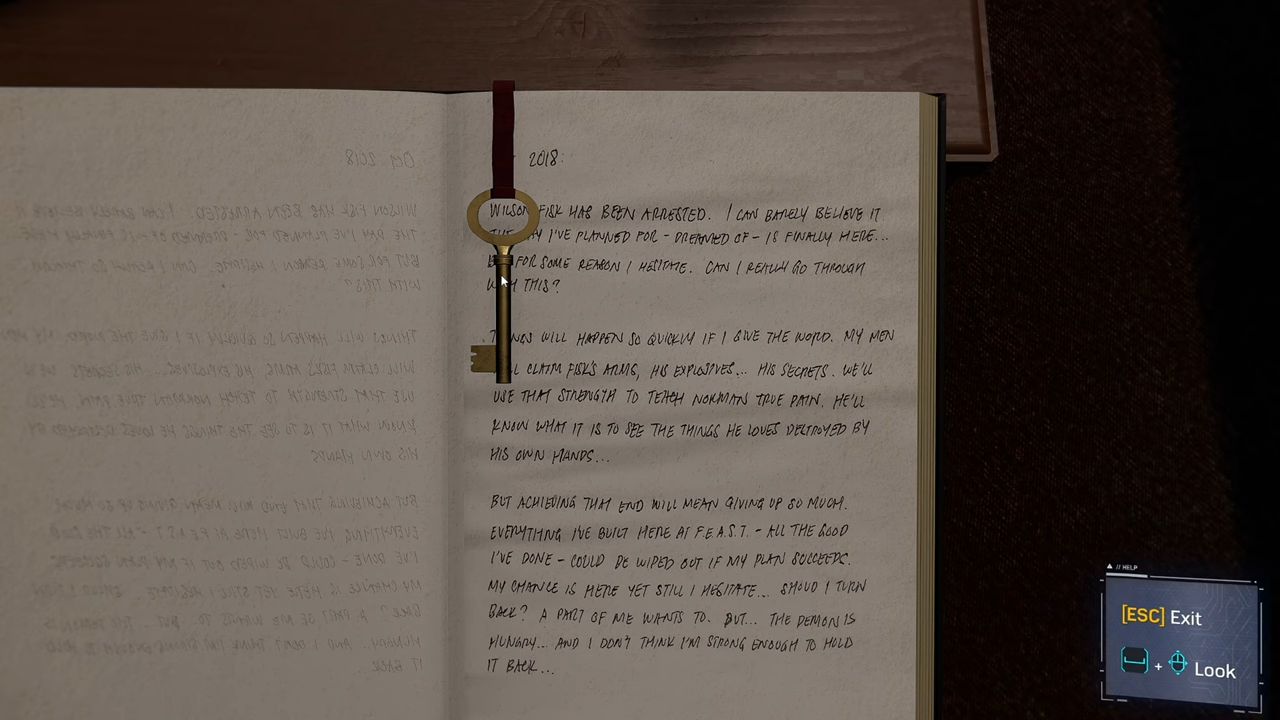 2018:
WILSON FISK HAS BEEN ARRESTED. I CAN BARELY BELIEVE IT
THE DAY I'VE PLANNED FOR - DREAMED OF - IS FINALLY HERE...
BUT FOR SOME REASON I HESITATE. CAN I REALLY GO THROUGH
WITH THIS?
THINGS WILL HAPPEN SO QUICKLY IF I GIVE THE WORD. MY MEN
WILL CLAIM FISK'S ARMS, HIS EXPLOSIVES... HIS SECRETS. WE'LL
USE THAT STRENGTH TO TEACH NORMAN TRUE PAIN. HE'LL
KNOW WHAT IT IS TO SEE THE THINGS HE LOVES DESTROYED BY
HIS OWN HANDS...
BUT ACHIEVING THAT END WILL MEAN GIVING UP SO MUCH.
EVERYTHING I'VE BUILT HERE AT F.E.A.S.T. - ALL THE GOOD
I'VE DONE - COULD BE WIPED OUT IF MY PLAN SUCCEEDS.
MY CHANCE IS HERE YET STILL I HESITATE... SHOULD I TURN
BACK? A PART OF ME WANTS TO. BUT... THE DEMON IS
HUNGRY... AND I DON'T THINK I'M STRONG ENOUGH TO HOLD
IT BACK...
// HELP
[ESC] Exit
+ Look